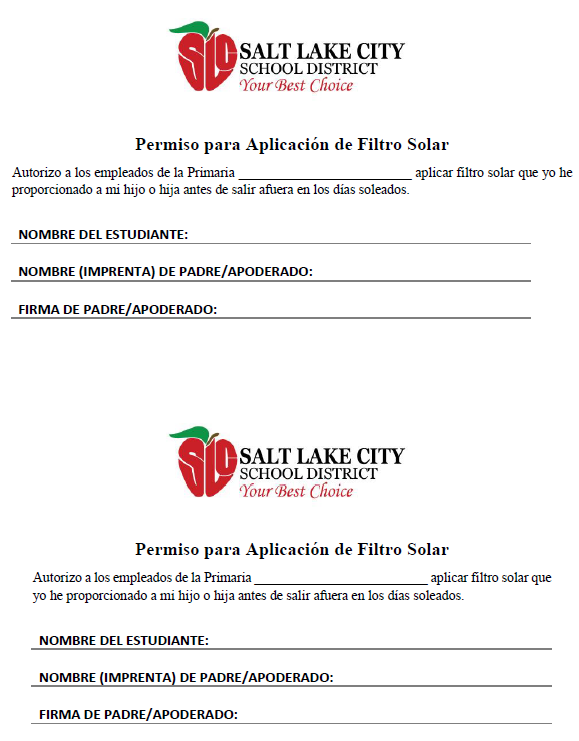 SLC SALT LAKE CITY
SCHOOL DISTRICT
Your Best Choice
Permiso para Aplicación de Filtro Solar
Autorizo a los empleados de la Primaria _________________________ aplicar filtro solar que yo he
proporcionado a mi hijo o hija antes de salir afuera en los días soleados.
NOMBRE DEL ESTUDIANTE:
NOMBRE (IMPRENTA) DE PADRE/APODERADO:
FIRMA DE PADRE/APODERADO:
SLC SALT LAKE CITY
SCHOOL DISTRICT
Your Best Choice
Permiso para Aplicación de Filtro Solar
Autorizo a los empleados de la Primaria _________________________ aplicar filtro solar que
yo he proporcionado a mi hijo o hija antes de salir afuera en los días soleados.
NOMBRE DEL ESTUDIANTE:
NOMBRE (IMPRENTA) DE PADRE/APODERADO:
FIRMA DE PADRE/APODERADO: